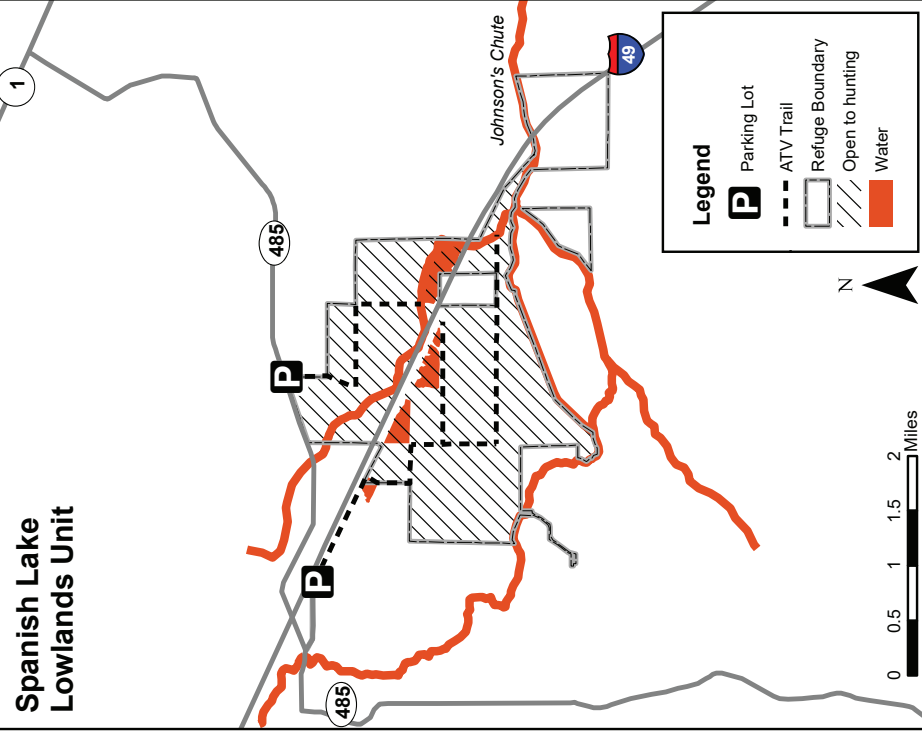 Spanish Lake
Lowlands Unit
1
485
485
Johnson's Chute
49
P
P
Legend
P Parking Lot
ATV Trail
Refuge Boundary
Open to hunting
Water
N
0 0.5 1 1.5 2
Miles